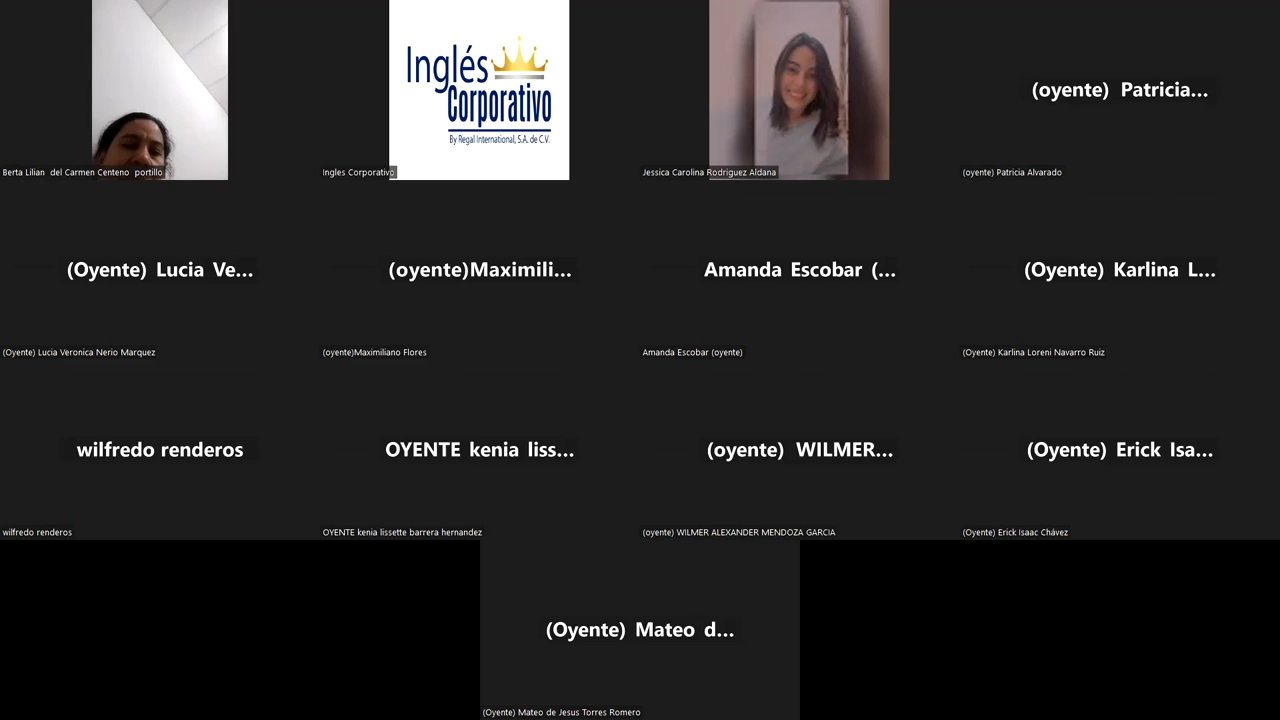 Inglés
Corporativo
By Regal International, S.A. de C.V.
(oyente) Patricia...
Berta Lilian del Carmen Centeno portillo
Ingles Corporativo
Jessica Carolina Rodriguez Aldana
(oyente) Patricia Alvarado
(Oyente) Lucia Ve...
(oyente)Maximili...
Amanda Escobar (...
(Oyente) Karlina L...
(Oyente) Lucia Veronica Nerio Marquez
(oyente)Maximiliano Flores
Amanda Escobar (oyente)
(Oyente) Karlina Loreni Navarro Ruiz
wilfredo renderos
OYENTE kenia liss...
(oyente) WILMER...
(Oyente) Erick Isa...
wilfredo renderos
OYENTE kenia lissette barrera hernandez
(oyente) WILMER ALEXANDER MENDOZA GARCIA
(Oyente) Erick Isaac Chávez
(Oyente) Mateo d...
(Oyente) Mateo de Jesus Torres Romero